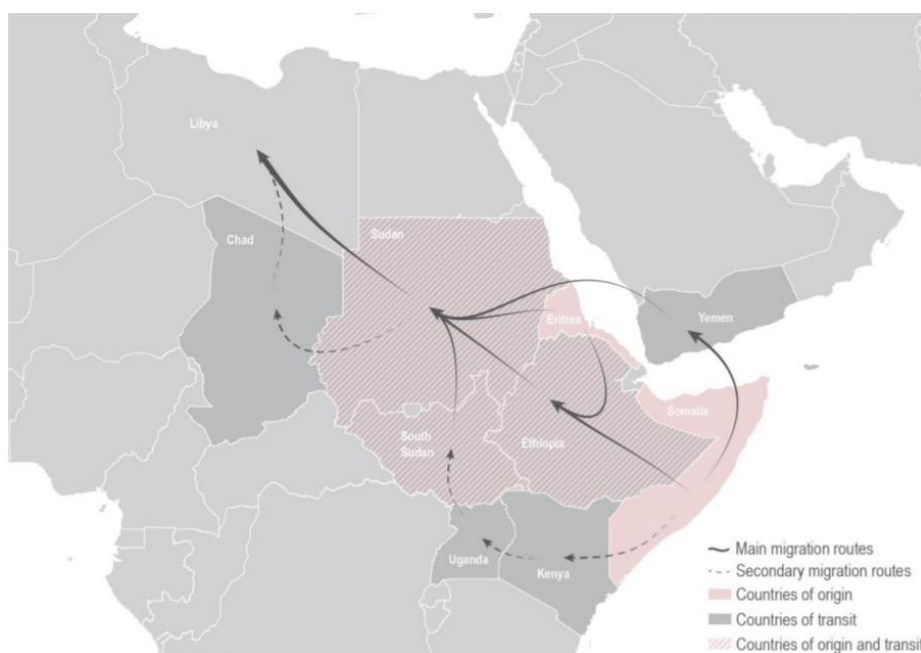 Libya
Chad
Sudan
Eritrea
Yemen
Somalia
South
Sudan
Ethiopia
Uganda
Kenya
Main migration routes
Secondary migration routes
Countries of origin
Countries of transit
Countries of origin and transit